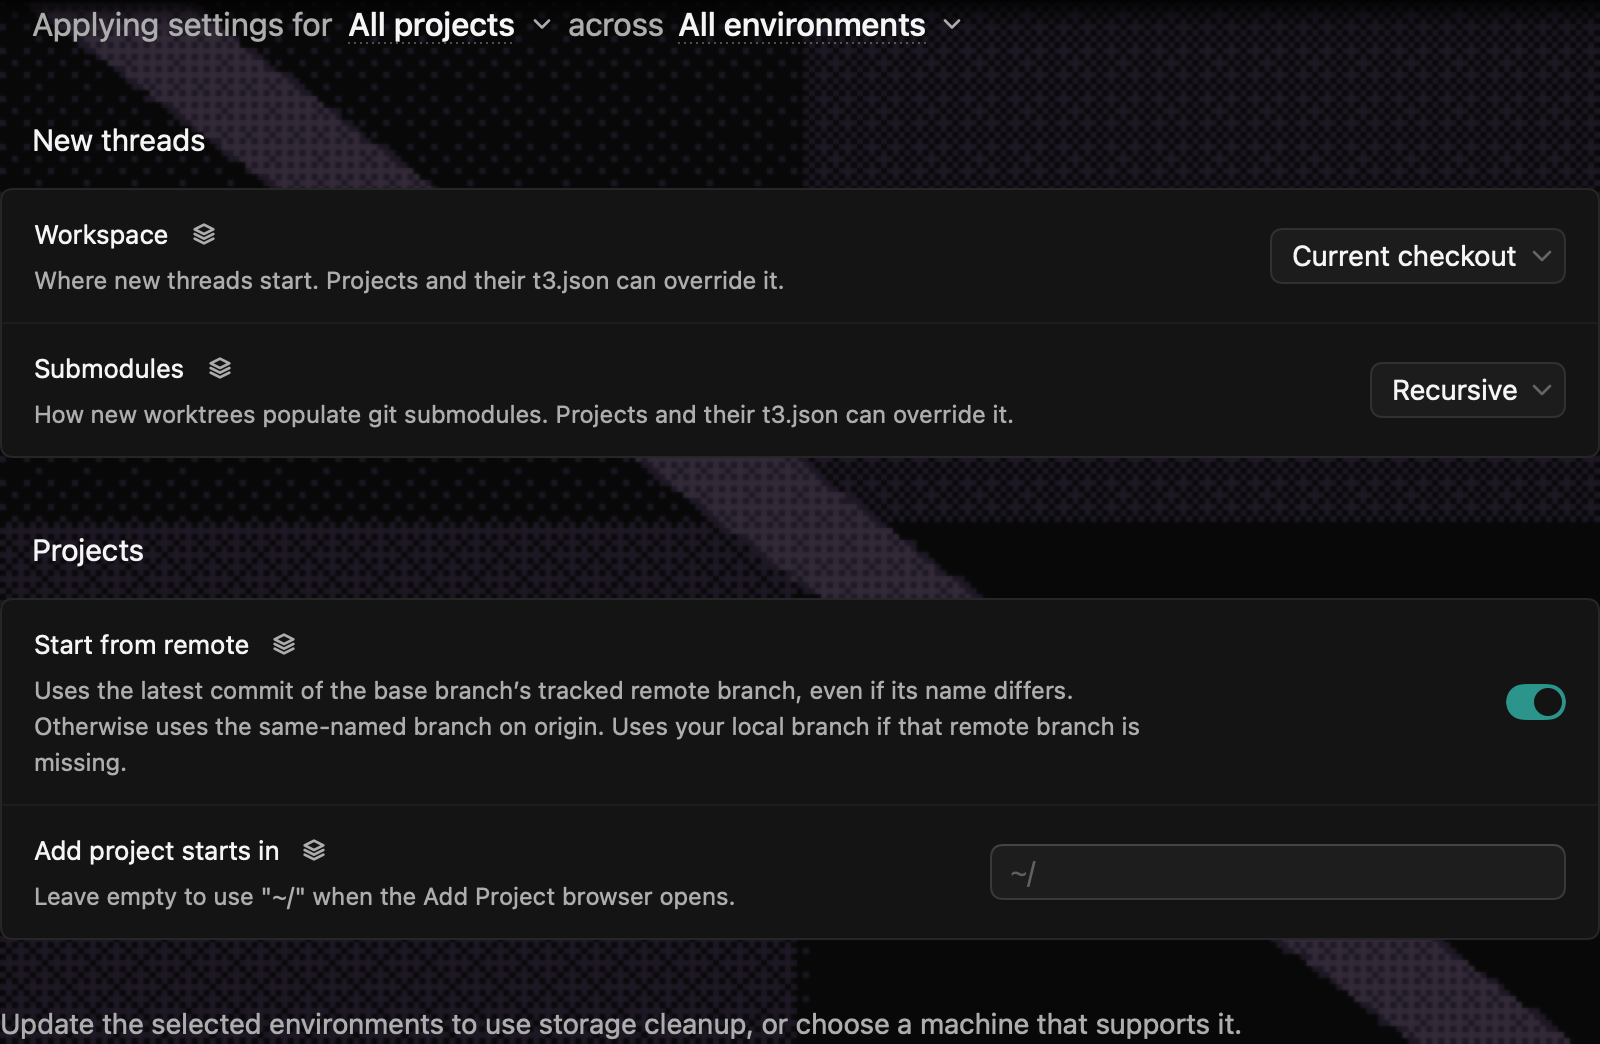 Applying settings for All projects across All environments
New threads
Workspace
Where new threads start. Projects and their t3.json can override it.
Current checkout
Submodules
How new worktrees populate git submodules. Projects and their t3.json can override it.
Recursive
Projects
Start from remote
Uses the latest commit of the base branch’s tracked remote branch, even if its name differs.
Otherwise uses the same-named branch on origin. Uses your local branch if that remote branch is
missing.
Add project starts in
Leave empty to use "~/" when the Add Project browser opens.
~/
Update the selected environments to use storage cleanup, or choose a machine that supports it.